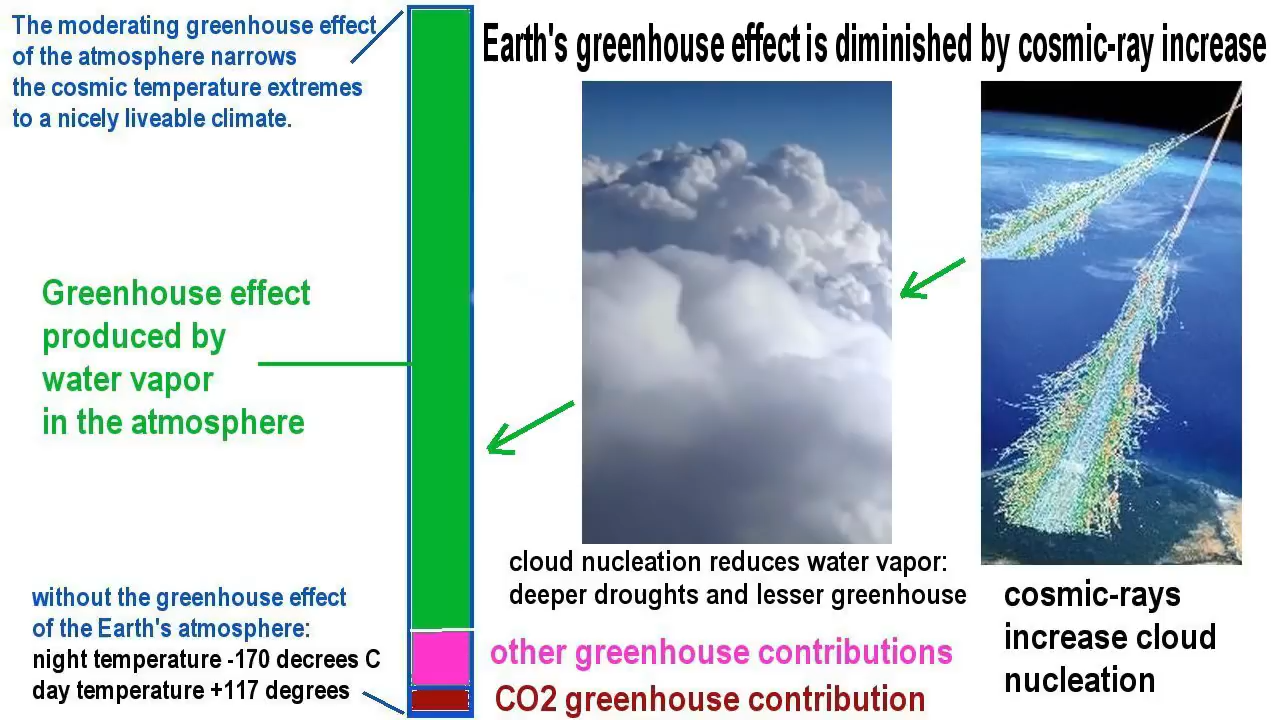 The moderating greenhouse effect
of the atmosphere narrows
the cosmic temperature extremes
to a nicely liveable climate.
Earth's greenhouse effect is diminished by cosmic-ray increase
Greenhouse effect
produced by
water vapor
in the atmosphere
without the greenhouse effect
of the Earth's atmosphere:
night temperature -170 decrees C
day temperature +117 degrees
cloud nucleation reduces water vapor:
deeper droughts and lesser greenhouse
other greenhouse contributions
CO2 greenhouse contribution
cosmic-rays
increase cloud
nucleation